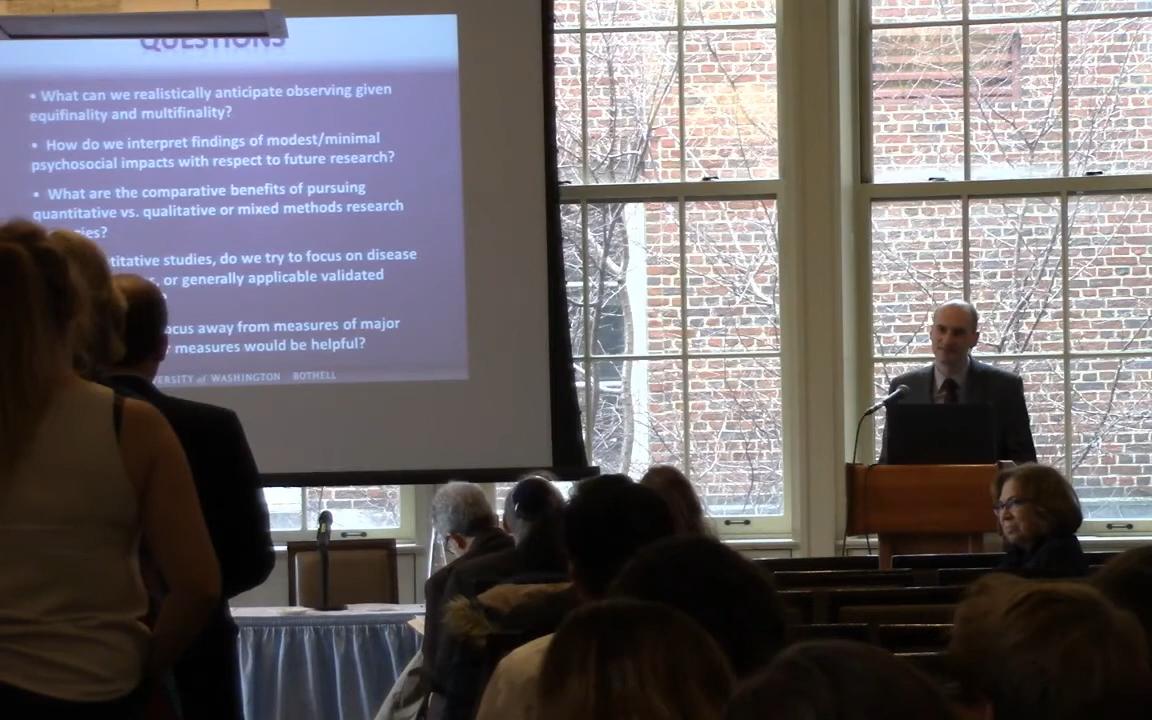 QUESTIONS
• What can we realistically anticipate observing given
equifinality and multifinality?
• How do we interpret findings of modest/minimal
psychosocial impacts with respect to future research?
• What are the comparative benefits of pursuing
quantitative vs. qualitative or mixed methods research
?
studies, do we try to focus on disease
, or generally applicable validated
away from measures of major
measures would be helpful?
of WASHINGTON BOTHELL